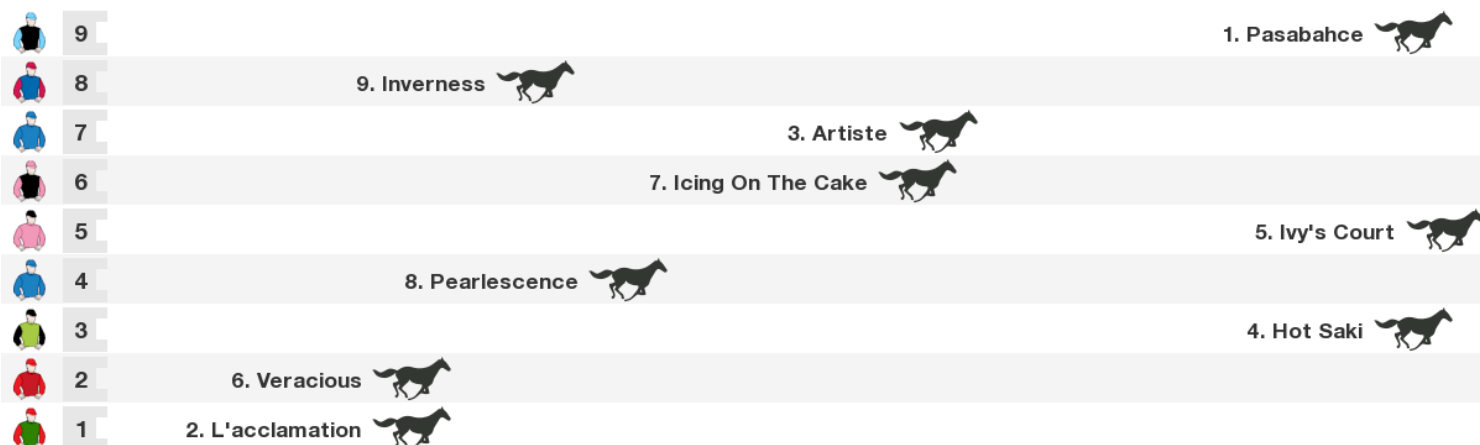 9 1. Pasabahce
8 9. Inverness
7 3. Artiste
6 7. Icing On The Cake
5 5. Ivy's Court
4 8. Pearlescence
3 4. Hot Saki
2 6. Veracious
1 2. L'acclamation